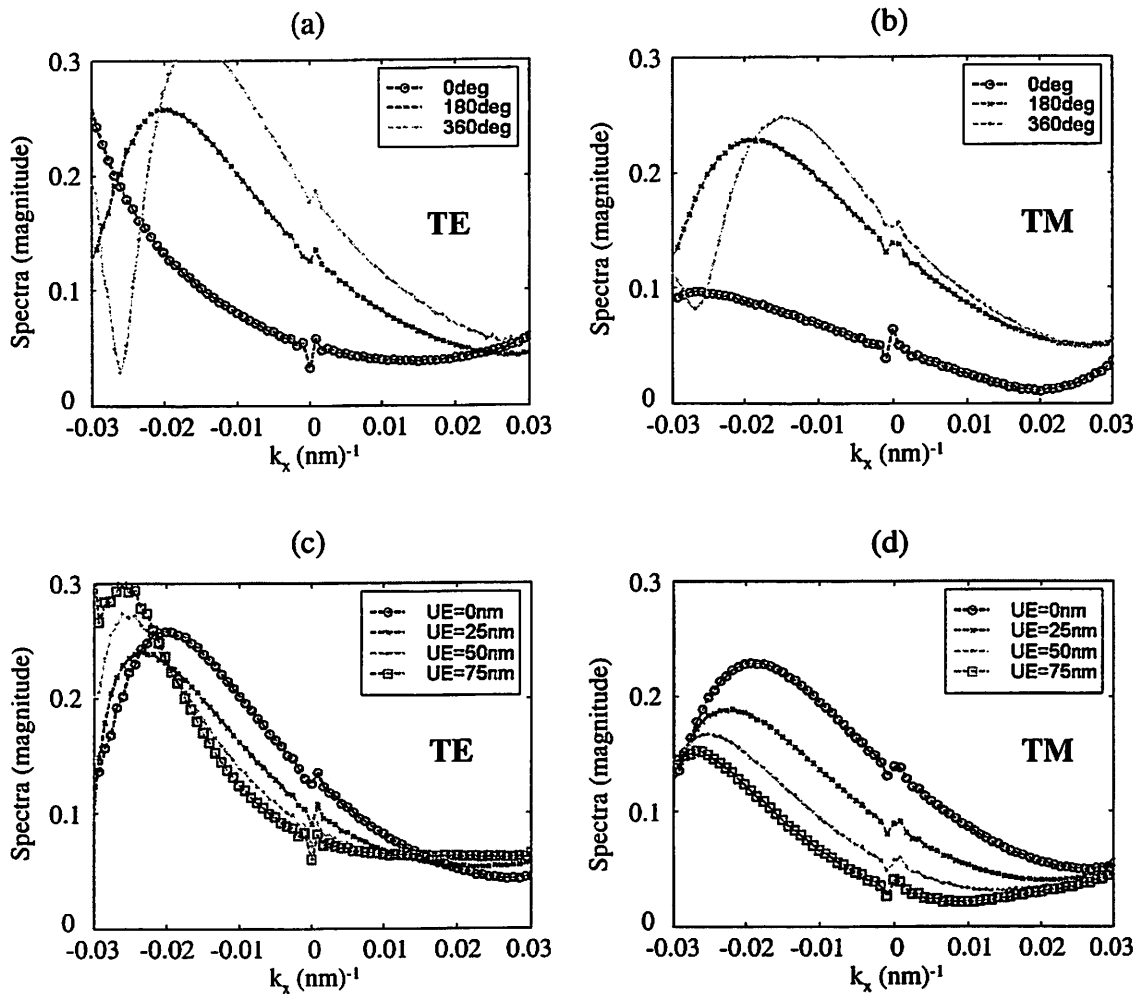 (a)
0.3
0.2
0.1
0
Spectra (magnitude)
0deg
180deg
360deg
TE
-0.03 -0.02 -0.01 0 0.01 0.02 0.03
kₓ (nm)⁻¹
(b)
0.3
0.2
0.1
0
Spectra (magnitude)
0deg
180deg
360deg
TM
-0.03 -0.02 -0.01 0 0.01 0.02 0.03
kₓ (nm)⁻¹
(c)
0.3
0.2
0.1
0
Spectra (magnitude)
UE=0nm
UE=25nm
UE=50nm
UE=75nm
TE
-0.03 -0.02 -0.01 0 0.01 0.02 0.03
kₓ (nm)⁻¹
(d)
0.3
0.2
0.1
0
Spectra (magnitude)
UE=0nm
UE=25nm
UE=50nm
UE=75nm
TM
-0.03 -0.02 -0.01 0 0.01 0.02 0.03
kₓ (nm)⁻¹